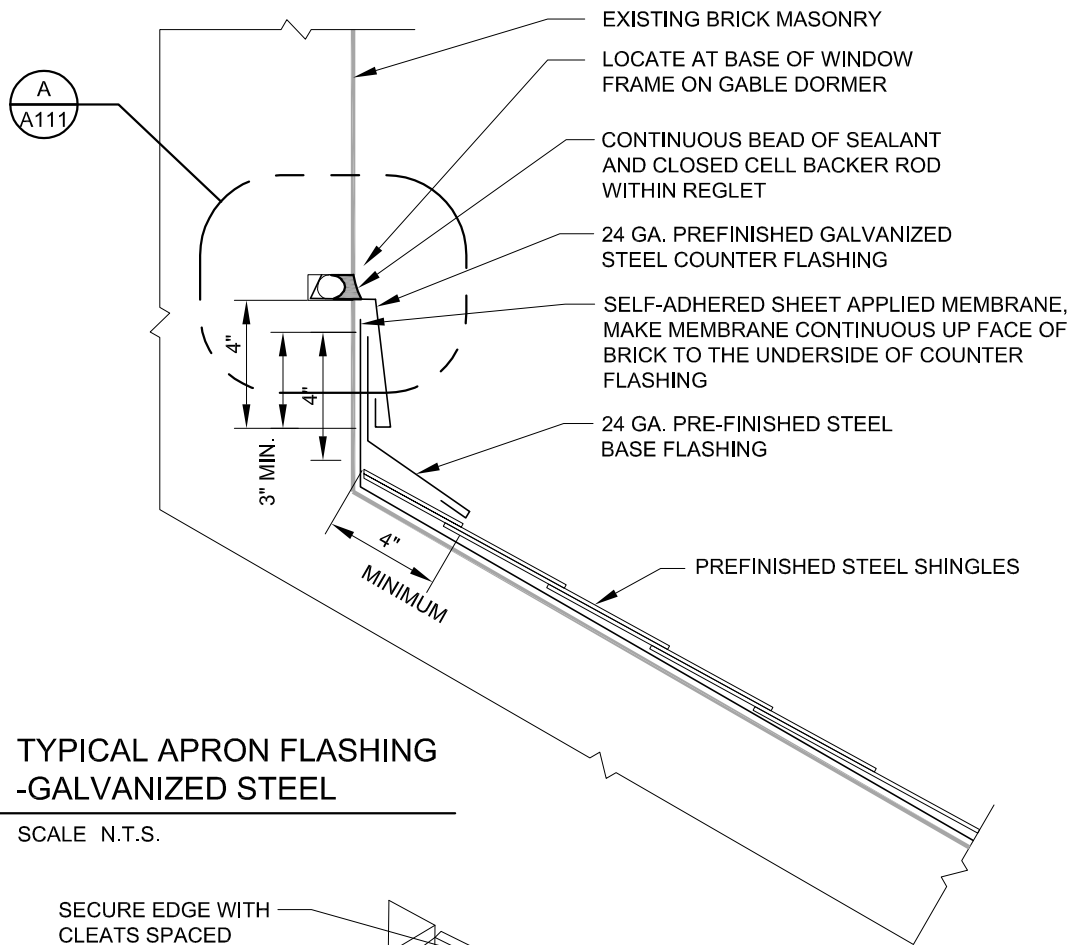 EXISTING BRICK MASONRY
LOCATE AT BASE OF WINDOW
FRAME ON GABLE DORMER
A
A111
CONTINUOUS BEAD OF SEALANT
AND CLOSED CELL BACKER ROD
WITHIN REGLET
24 GA. PREFINISHED GALVANIZED
STEEL COUNTER FLASHING
SELF-ADHERED SHEET APPLIED MEMBRANE,
MAKE MEMBRANE CONTINUOUS UP FACE OF
BRICK TO THE UNDERSIDE OF COUNTER
FLASHING
4"
4"
3" MIN.
24 GA. PRE-FINISHED STEEL
BASE FLASHING
4"
MINIMUM
PREFINISHED STEEL SHINGLES
TYPICAL APRON FLASHING
-GALVANIZED STEEL
SCALE N.T.S.
SECURE EDGE WITH
CLEATS SPACED